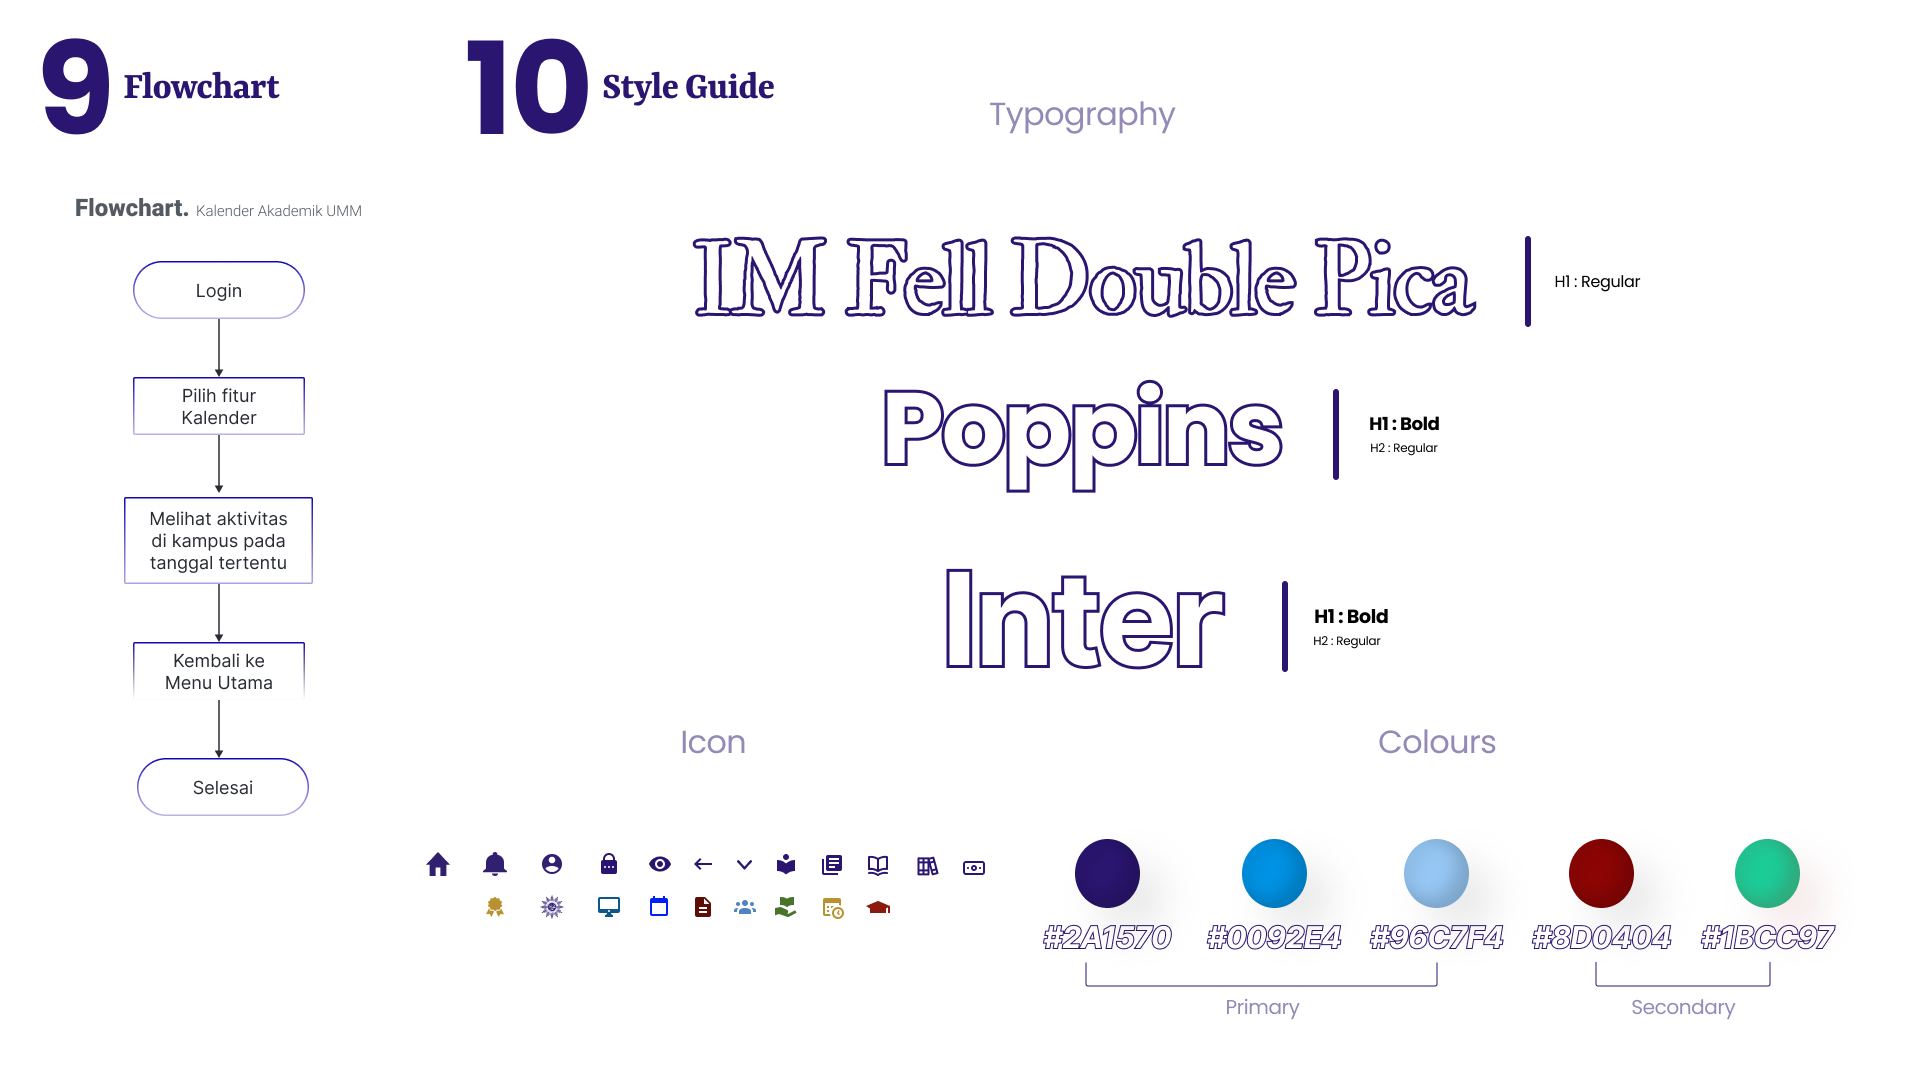 9 Flowchart
Flowchart. Kalender Akademik UMM
Login
Pilih fitur
Kalender
Melihat aktivitas
di kampus pada
tanggal tertentu
Kembali ke
Menu Utama
Selesai
10 Style Guide
Typography
IM Fell Double Pica
H1 : Regular
Poppins
H1 : Bold
H2 : Regular
Inter
H1 : Bold
H2 : Regular
Icon
Colours
#2A1570
#0092E4
#96C7F4
#8D0404
#1BCC97
Primary
Secondary